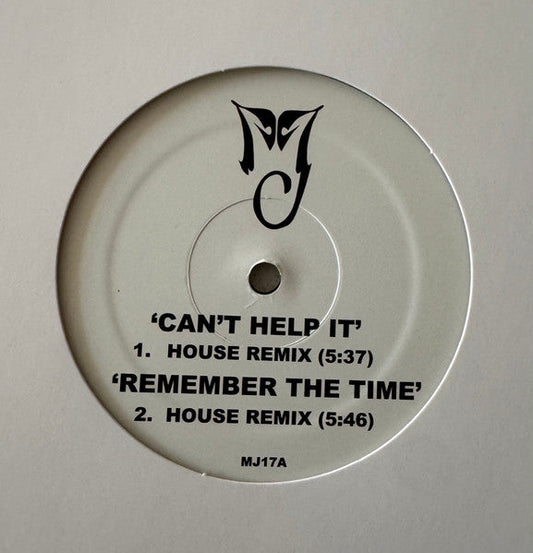 MJ
‘CAN’T HELP IT’
1. HOUSE REMIX (5:37)
‘REMEMBER THE TIME’
2. HOUSE REMIX (5:46)
MJ17A